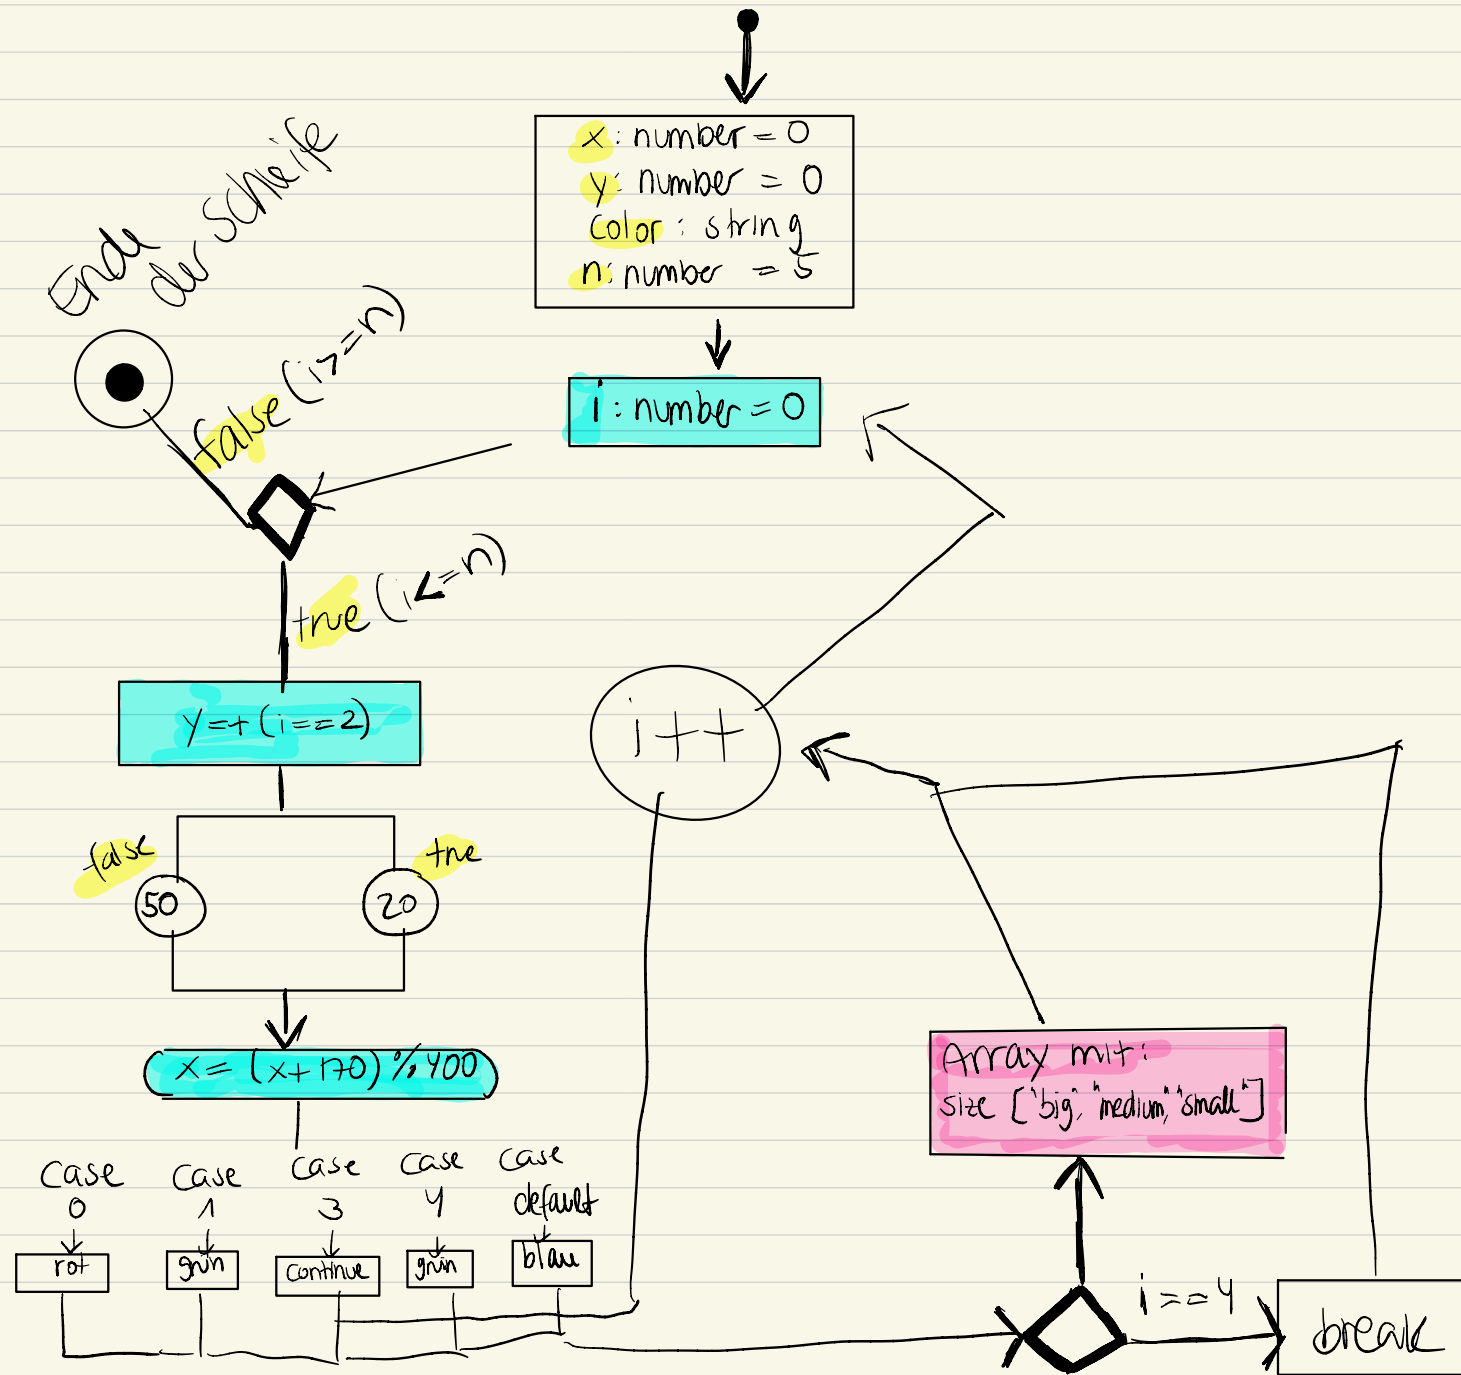 x: number = 0
y: number = 0
color: string
n: number = 5
i: number = 0
Ende
der Schleife
false (i>=n)
true (i<=n)
y=+(i==2)
false
true
50
20
x= (x+170)%400
case
0
case
1
case
3
case
4
case
default
rot
grün
continue
grün
blau
i++
Array mit:
size ["big", "medium", "small"]
i==4
break